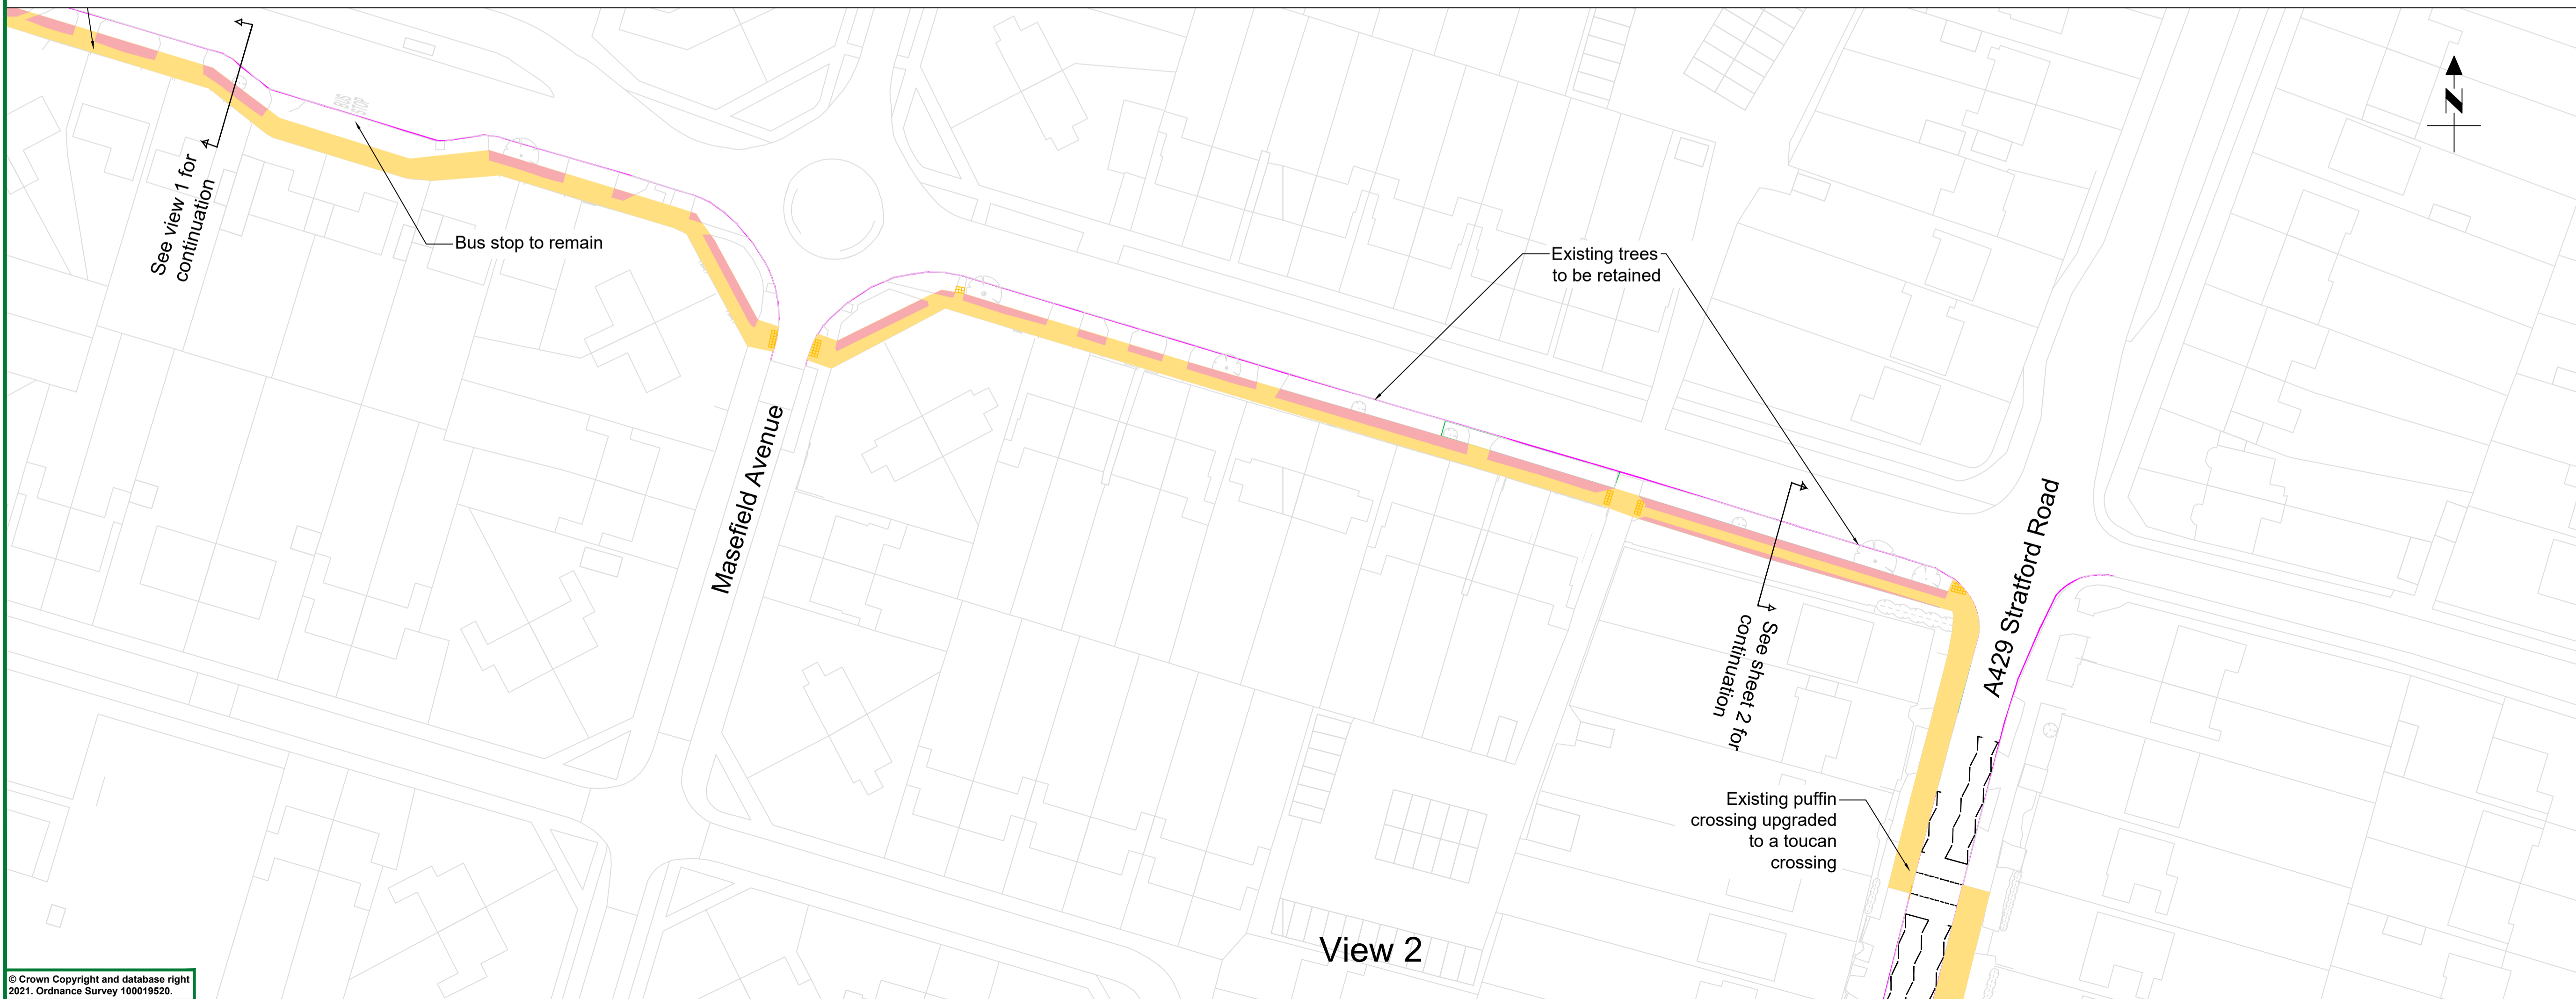 See view 1 for
continuation
Bus stop to remain
Existing trees
to be retained
N
Masefield Avenue
A429 Stratford Road
See sheet 2 for
continuation
Existing puffin
crossing upgraded
to a toucan
crossing
View 2
© Crown Copyright and database right
2021. Ordnance Survey 100019520.